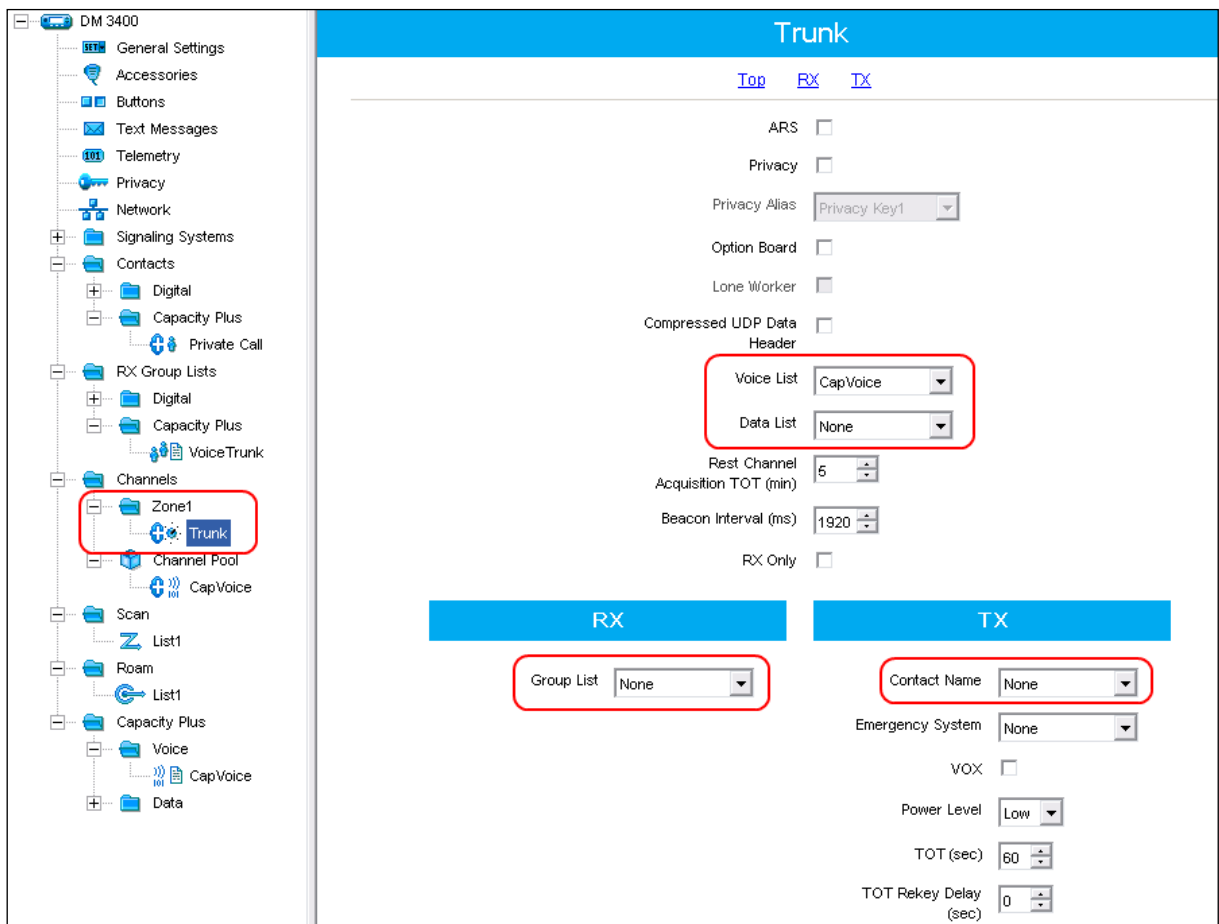 DM 3400
SET
General Settings
Accessories
Buttons
Text Messages
101
Telemetry
Privacy
Network
Signaling Systems
Contacts
Digital
Capacity Plus
Private Call
RX Group Lists
Digital
Capacity Plus
VoiceTrunk
Channels
Zone1
Trunk
Channel Pool
101
CapVoice
Scan
List1
Roam
List1
Capacity Plus
Voice
101
CapVoice
Data
Trunk
Top RX TX
ARS
Privacy
Privacy Alias Privacy Key1
Option Board
Lone Worker
Compressed UDP Data
Header
Voice List CapVoice
Data List None
Rest Channel
Acquisition TOT (min) 5
Beacon Interval (ms) 1920
RX Only
RX
Group List None
TX
Contact Name None
Emergency System None
VOX
Power Level Low
TOT (sec) 60
TOT Rekey Delay
(sec) 0